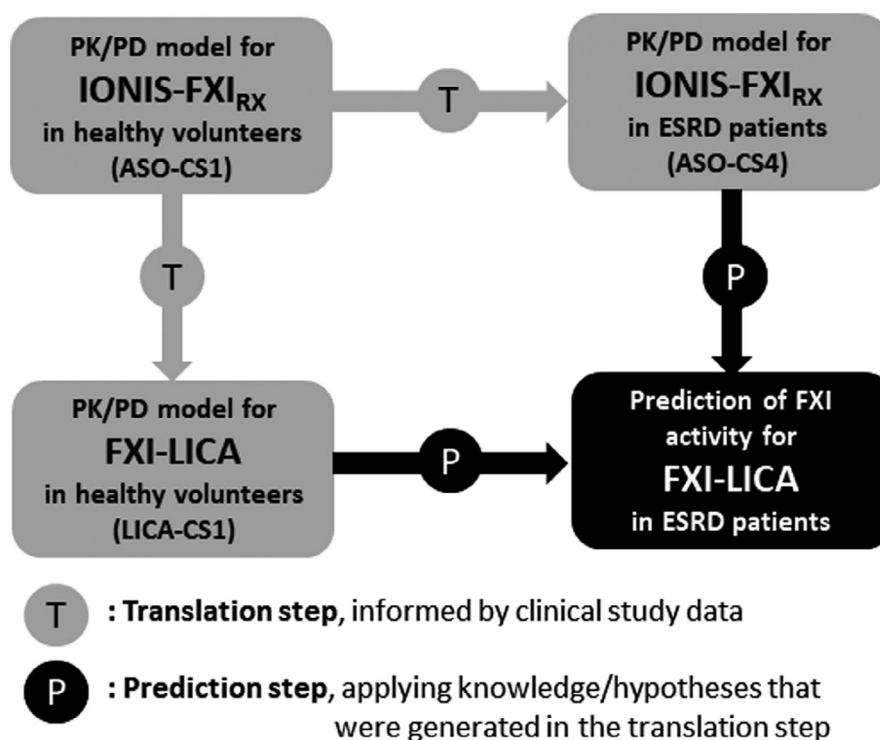 PK/PD model for
IONIS-FXIRX
in healthy volunteers
(ASO-CS1)
T
PK/PD model for
IONIS-FXIRX
in ESRD patients
(ASO-CS4)
T
P
PK/PD model for
FXI-LICA
in healthy volunteers
(LICA-CS1)
P
Prediction of FXI
activity for
FXI-LICA
in ESRD patients
T : Translation step, informed by clinical study data
P : Prediction step, applying knowledge/hypotheses that
were generated in the translation step